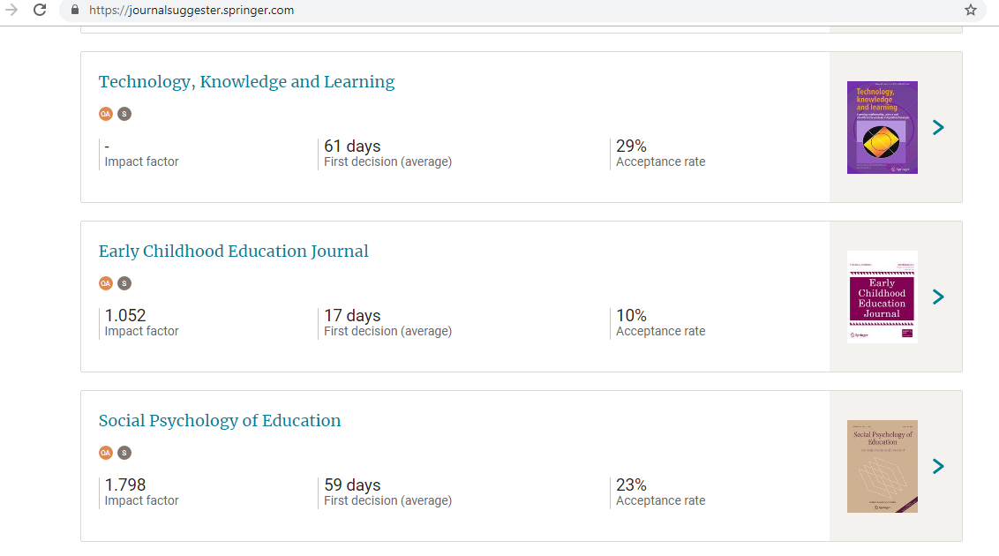 https://journalsuggester.springer.com
Technology, Knowledge and Learning
OA S
-
Impact factor
61 days
First decision (average)
29%
Acceptance rate
Technology,
knowledge
and learning
Springer
Early Childhood Education Journal
OA S
1.052
Impact factor
17 days
First decision (average)
10%
Acceptance rate
Early
Childhood
Education
Journal
Springer
Social Psychology of Education
OA S
1.798
Impact factor
59 days
First decision (average)
23%
Acceptance rate
Social Psychology of
Education
Springer